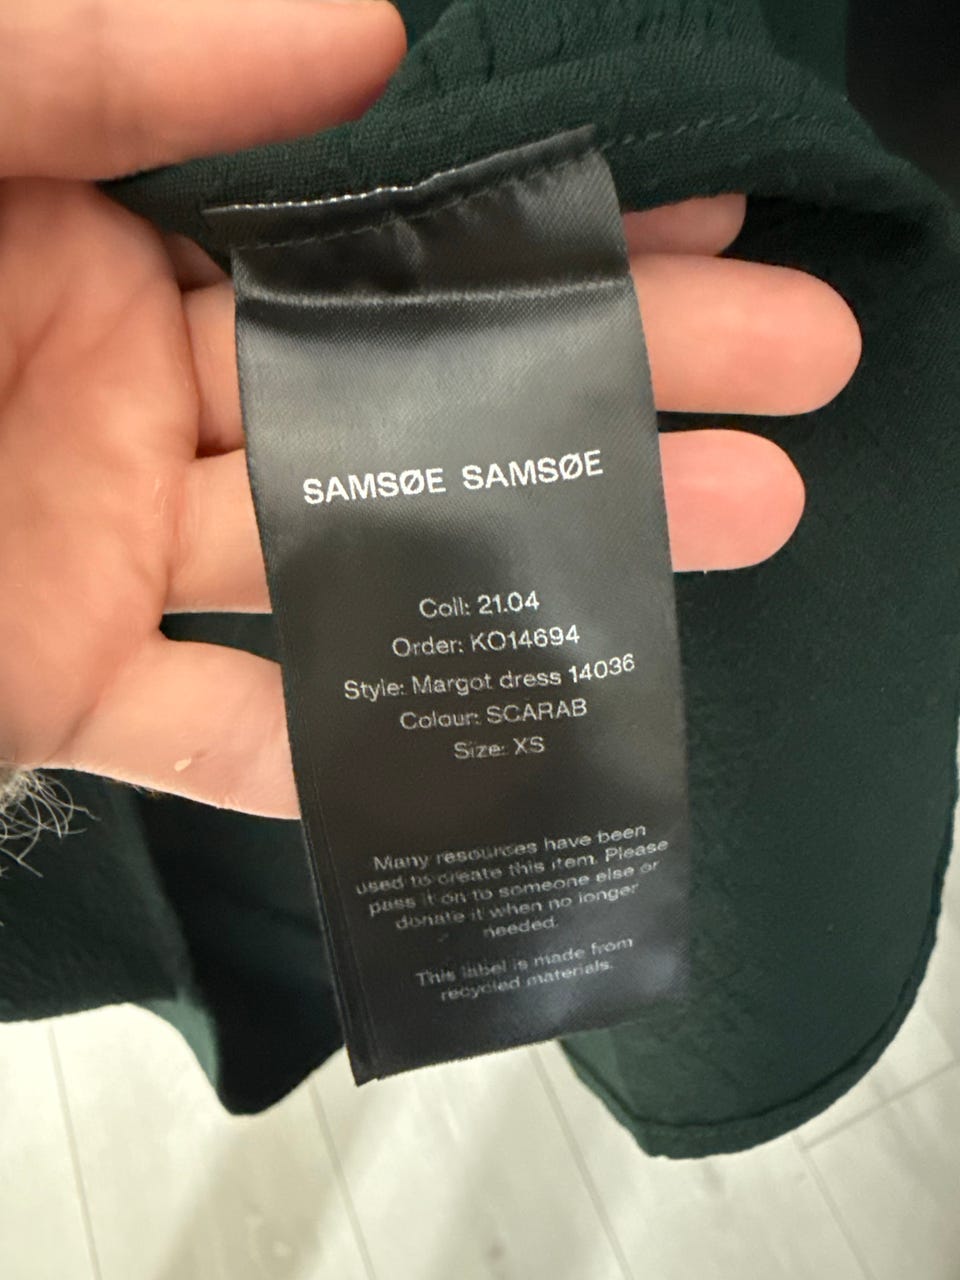 SAMSØE SAMSØE
Coll: 21.04
Order: KO14694
Style: Margot dress 14036
Colour: SCARAB
Size: XS
Many resources have been
used to create this item. Please
pass it on to someone else or
donate it when no longer
needed.
This label is made from
recycled materials.